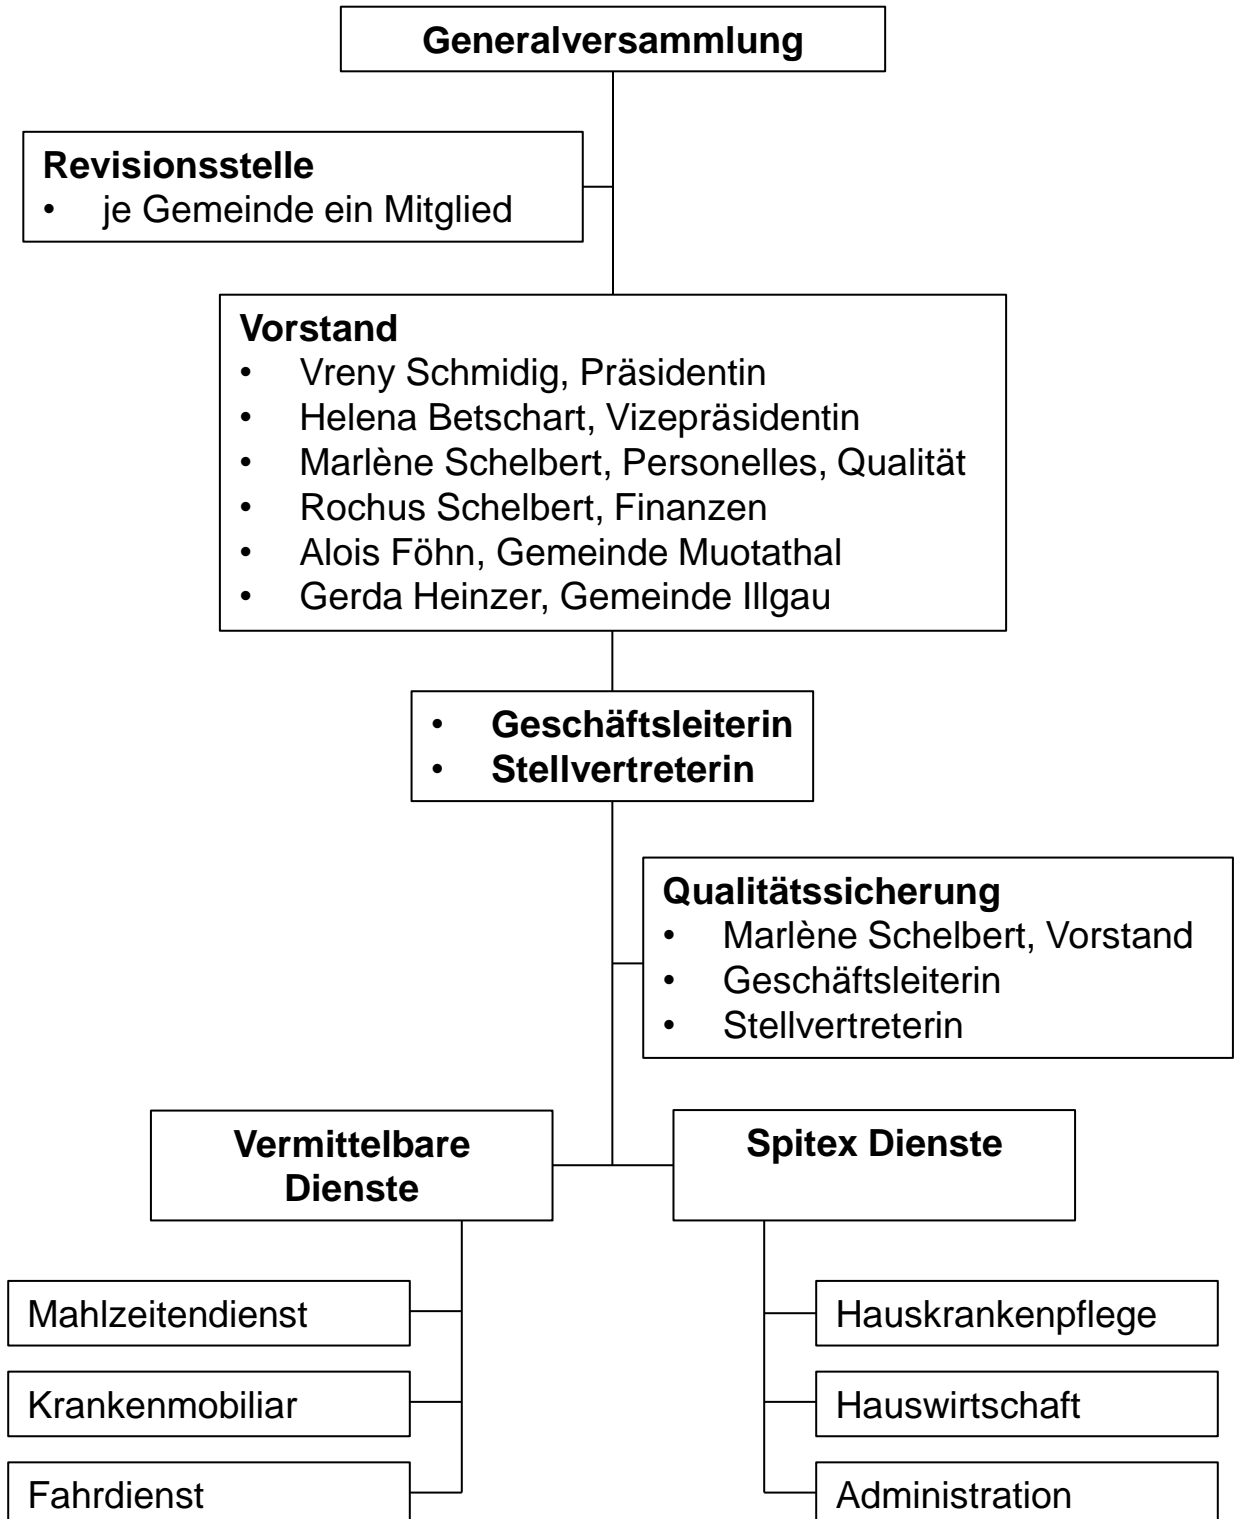 Generalversammlung
Revisionsstelle
• je Gemeinde ein Mitglied
Vorstand
• Vreny Schmidig, Präsidentin
• Helena Betschart, Vizepräsidentin
• Marlène Schelbert, Personelles, Qualität
• Rochus Schelbert, Finanzen
• Alois Föhn, Gemeinde Muotathal
• Gerda Heinzer, Gemeinde Illgau
• Geschäftsleiterin
• Stellvertreterin
Qualitätssicherung
• Marlène Schelbert, Vorstand
• Geschäftsleiterin
• Stellvertreterin
Vermittelbare
Dienste
Spitex Dienste
Mahlzeitendienst
Krankenmobiliar
Fahrdienst
Hauskrankenpflege
Hauswirtschaft
Administration